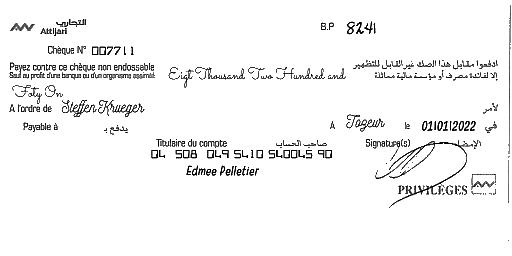 التجاري
Attijari
B.P 8241
Chèque N° 007711
Payez contre ce chèque non endossable
ادفعوا مقابل هذا الصك غير القابل للتظهير
Saul au profit d'une banque ou d'un organisme assimilé
إلا لفائدة مصرف أو مؤسسة مالية مماثلة
Eigt Thousand Two Hundred and
Foty On
A l'ordre de Steffen Krueger
لأمر
Payable à يدفع بـ
A Tozeur le 01/01/2022 في
Titulaire du compte صاحب الحساب
Signature(s) الإمضاء
04 508 049 5410 540045 90
Edmee Pelletier
PRIVILÈGES